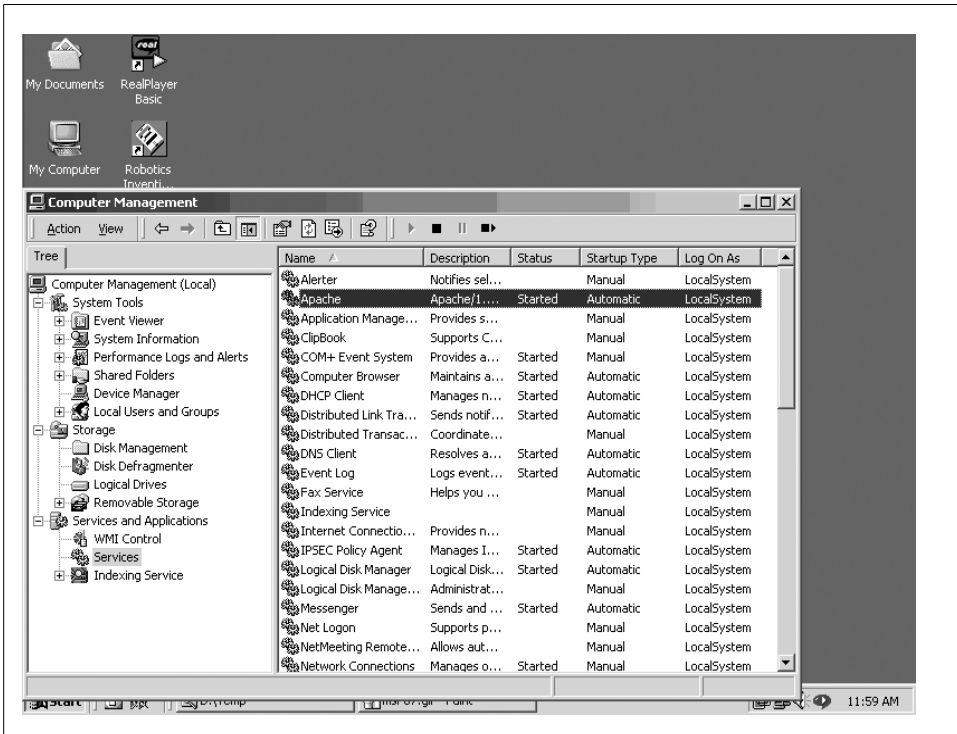 real
My Documents RealPlayer
Basic
My Computer Robotics
Inventi...
Computer Management
Action View
Tree
Name Description Status Startup Type Log On As
Computer Management (Local)
System Tools
Event Viewer
System Information
Performance Logs and Alerts
Shared Folders
Device Manager
Local Users and Groups
Storage
Disk Management
Disk Defragmenter
Logical Drives
Removable Storage
Services and Applications
WMI Control
Services
Indexing Service
Alerter Notifies sel... Manual LocalSystem
Apache Apache/1.... Started Automatic LocalSystem
Application Manage... Provides s... Manual LocalSystem
ClipBook Supports C... Manual LocalSystem
COM+ Event System Provides a... Started Manual LocalSystem
Computer Browser Maintains a... Started Automatic LocalSystem
DHCP Client Manages n... Started Automatic LocalSystem
Distributed Link Tra... Sends notif... Started Automatic LocalSystem
Distributed Transac... Coordinate... Manual LocalSystem
DNS Client Resolves a... Started Automatic LocalSystem
Event Log Logs event... Started Automatic LocalSystem
Fax Service Helps you ... Manual LocalSystem
Indexing Service Manual LocalSystem
Internet Connectio... Provides n... Manual LocalSystem
IPSEC Policy Agent Manages I... Started Automatic LocalSystem
Logical Disk Manager Logical Disk... Started Automatic LocalSystem
Logical Disk Manage... Administrat... Manual LocalSystem
Messenger Sends and ... Started Automatic LocalSystem
Net Logon Supports p... Manual LocalSystem
NetMeeting Remote... Allows aut... Manual LocalSystem
Network Connections Manages o... Started Manual LocalSystem
Start D:\Temp 11:59 AM